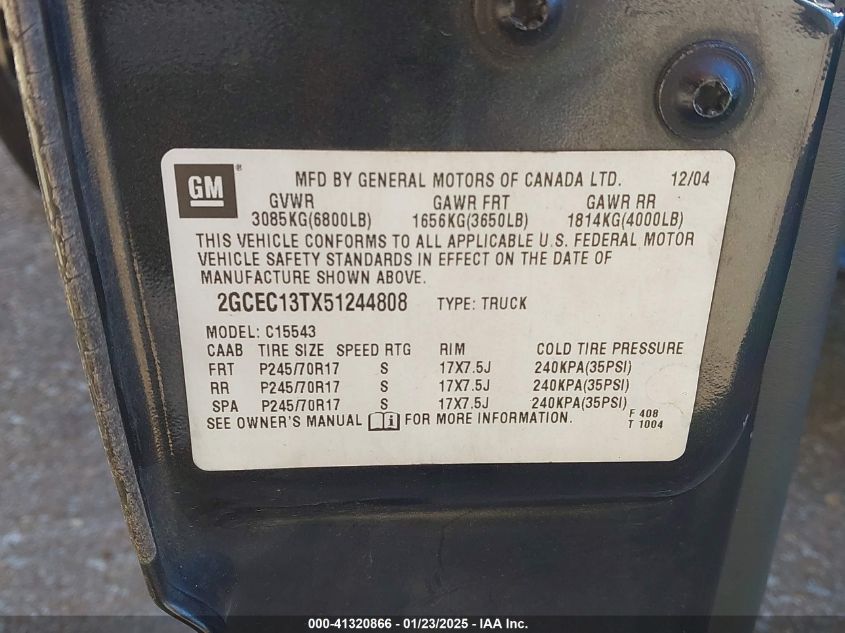 GM® MFD BY GENERAL MOTORS OF CANADA LTD. 12/04
GVWR GAWR FRT GAWR RR
3085KG(6800LB) 1656KG(3650LB) 1814KG(4000LB)
THIS VEHICLE CONFORMS TO ALL APPLICABLE U.S. FEDERAL MOTOR
VEHICLE SAFETY STANDARDS IN EFFECT ON THE DATE OF
MANUFACTURE SHOWN ABOVE.
2GCEC13TX51244808 TYPE: TRUCK
MODEL: C15543
CAAB TIRE SIZE SPEED RTG RIM COLD TIRE PRESSURE
FRT P245/70R17 S 17X7.5J 240KPA(35PSI)
RR P245/70R17 S 17X7.5J 240KPA(35PSI)
SPA P245/70R17 S 17X7.5J 240KPA(35PSI)
SEE OWNER'S MANUAL FOR MORE INFORMATION.
F 408
T 1004
000-41320866 - 01/23/2025 - IAA Inc.